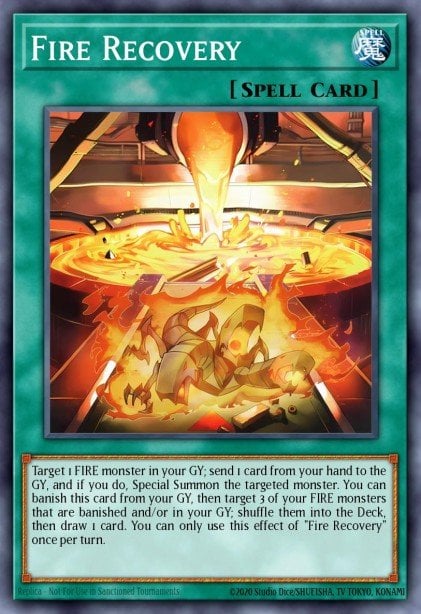 FIRE RECOVERY
SPELL
魔
[SPELL CARD]
Target 1 FIRE monster in your GY; send 1 card from your hand to the
GY, and if you do, Special Summon the targeted monster. You can
banish this card from your GY, then target 3 of your FIRE monsters
that are banished and/or in your GY; shuffle them into the Deck,
then draw 1 card. You can only use this effect of "Fire Recovery"
once per turn.
Replica - Not For Use in Sanctioned Tournaments
©2020 Studio Dice/SHUEISHA, TV TOKYO, KONAMI